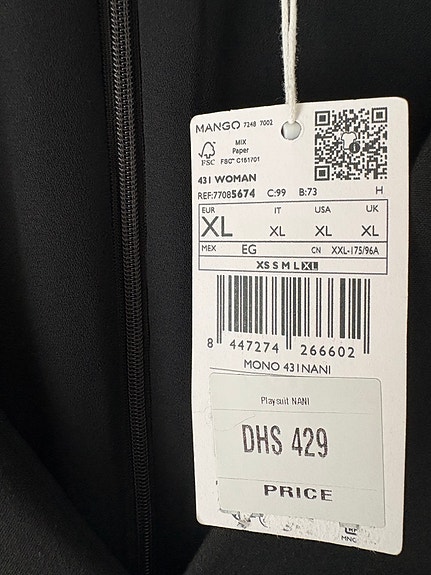 MANGO 7248 7002
FSC
MIX
Paper
FSC® C161701
431 WOMAN
REF:77085674 C:99 B:73 H
EUR IT USA UK
XL XL XL XL
MEX EG CN XXL-175/96A
XS S M L XL
8 447274 266602
MONO 431NANI
Playsuit NANI
DHS 429
PRICE
MNG